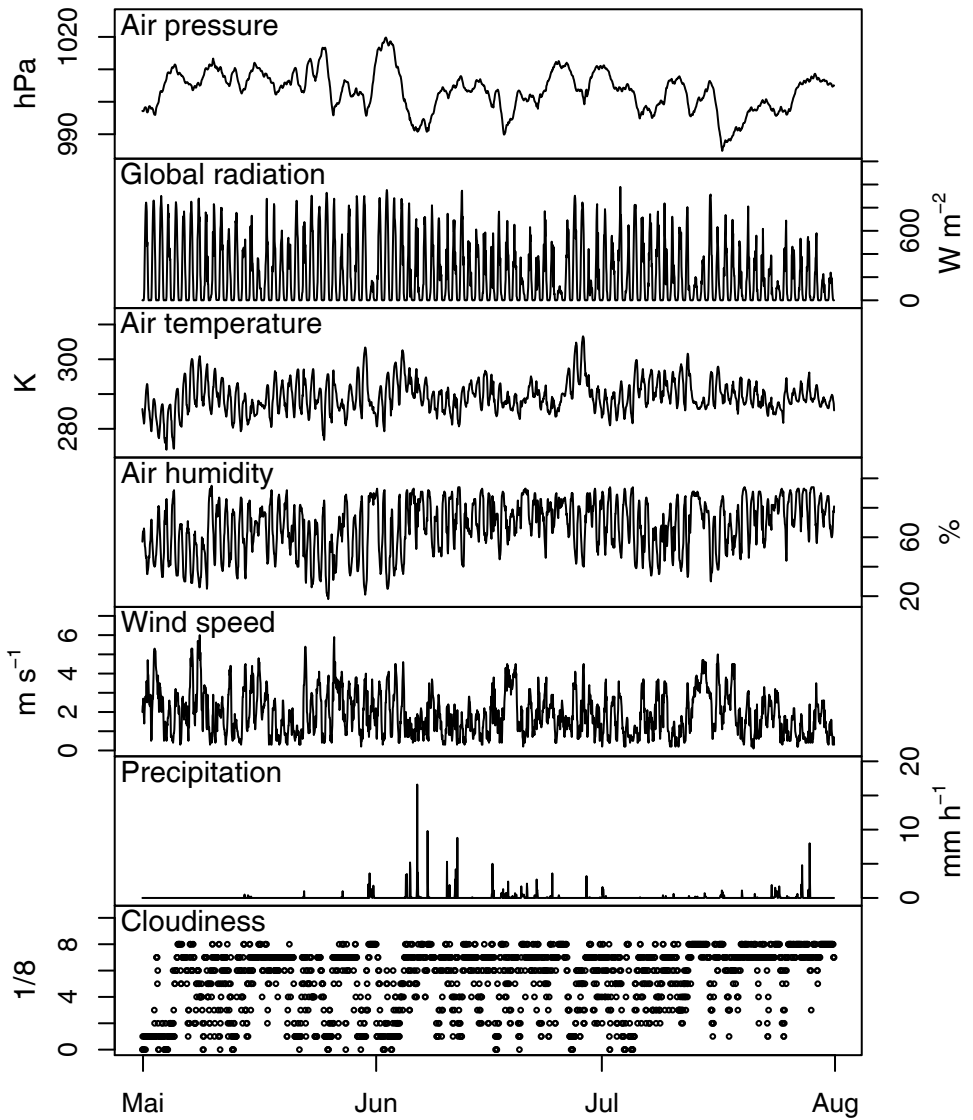 Air pressure
hPa
990
1020
Global radiation
0
600
W m⁻²
Air temperature
K
280
300
Air humidity
20
60
%
Wind speed
m s⁻¹
0
2
4
6
Precipitation
0
10
20
mm h⁻¹
Cloudiness
1/8
0
4
8
Mai
Jun
Jul
Aug